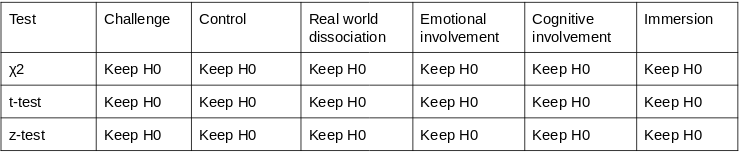 Test Challenge Control Real world dissociation Emotional involvement Cognitive involvement Immersion
χ2 Keep H0 Keep H0 Keep H0 Keep H0 Keep H0 Keep H0
t-test Keep H0 Keep H0 Keep H0 Keep H0 Keep H0 Keep H0
z-test Keep H0 Keep H0 Keep H0 Keep H0 Keep H0 Keep H0